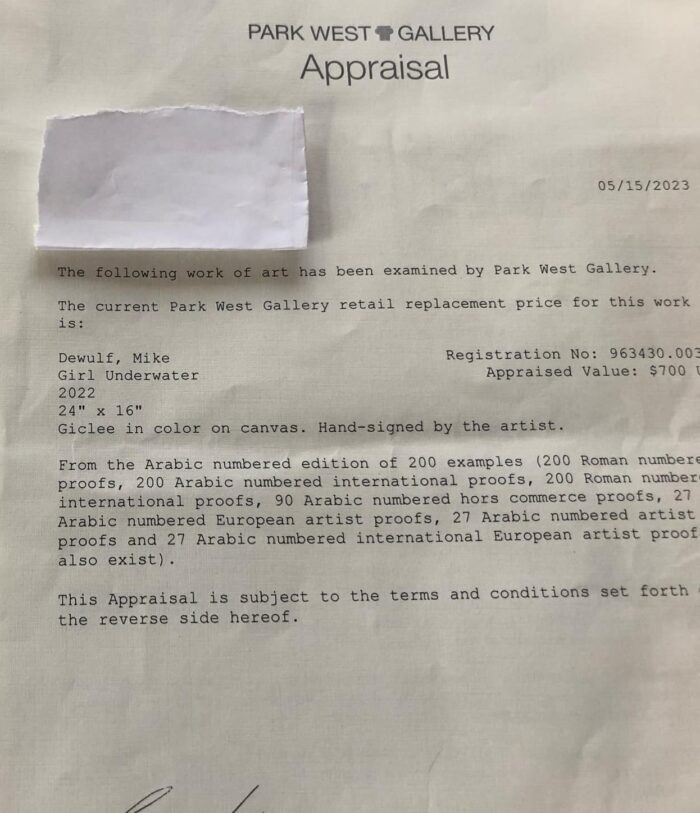 PARK WEST GALLERY
Appraisal
05/15/2023
The following work of art has been examined by Park West Gallery.
The current Park West Gallery retail replacement price for this work
is:
Dewulf, Mike
Registration No: 963430.003
Girl Underwater
Appraised Value: $700 U
2022
24" x 16"
Giclee in color on canvas. Hand-signed by the artist.
From the Arabic numbered edition of 200 examples (200 Roman numbere
proofs, 200 Arabic numbered international proofs, 200 Roman number
international proofs, 90 Arabic numbered hors commerce proofs, 27
Arabic numbered European artist proofs, 27 Arabic numbered artist
proofs and 27 Arabic numbered international European artist proof
also exist).
This Appraisal is subject to the terms and conditions set forth
the reverse side hereof.